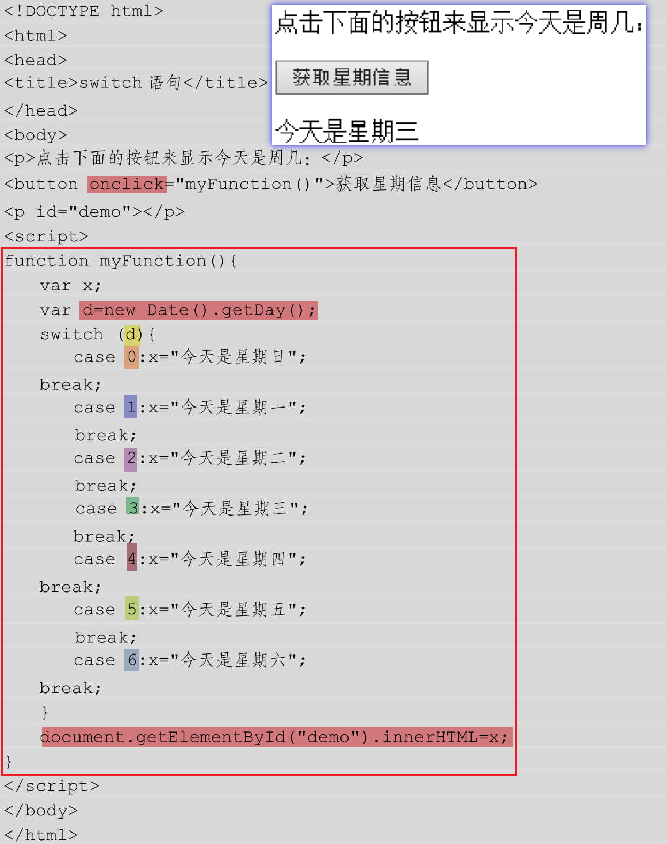 <!DOCTYPE html>
<html>
<head>
<title>switch 语句</title>
</head>
<body>
<p>点击下面的按钮来显示今天是周几：</p>
<button onclick="myFunction()">获取星期信息</button>
<p id="demo"></p>
<script>
function myFunction(){
var x;
var d=new Date().getDay();
switch (d){
case 0:x="今天是星期日";
break;
case 1:x="今天是星期一";
break;
case 2:x="今天是星期二";
break;
case 3:x="今天是星期三";
break;
case 4:x="今天是星期四";
break;
case 5:x="今天是星期五";
break;
case 6:x="今天是星期六";
break;
}
document.getElementById("demo").innerHTML=x;
}
</script>
</body>
</html>
点击下面的按钮来显示今天是周几：
获取星期信息
今天是星期三